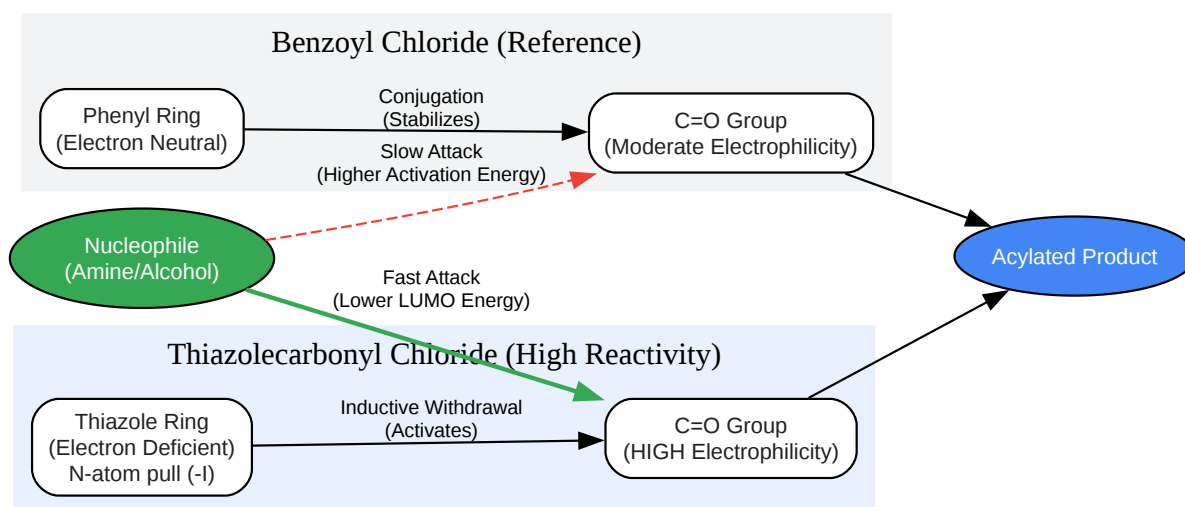 Benzoyl Chloride (Reference)
Phenyl Ring
(Electron Neutral)
Conjugation
(Stabilizes)
C=O Group
(Moderate Electrophilicity)
Slow Attack
(Higher Activation Energy)
Nucleophile
(Amine/Alcohol)
Acylated Product
Fast Attack
(Lower LUMO Energy)
Thiazolecarbonyl Chloride (High Reactivity)
Thiazole Ring
(Electron Deficient)
N-atom pull (-I)
Inductive Withdrawal
(Activates)
C=O Group
(HIGH Electrophilicity)